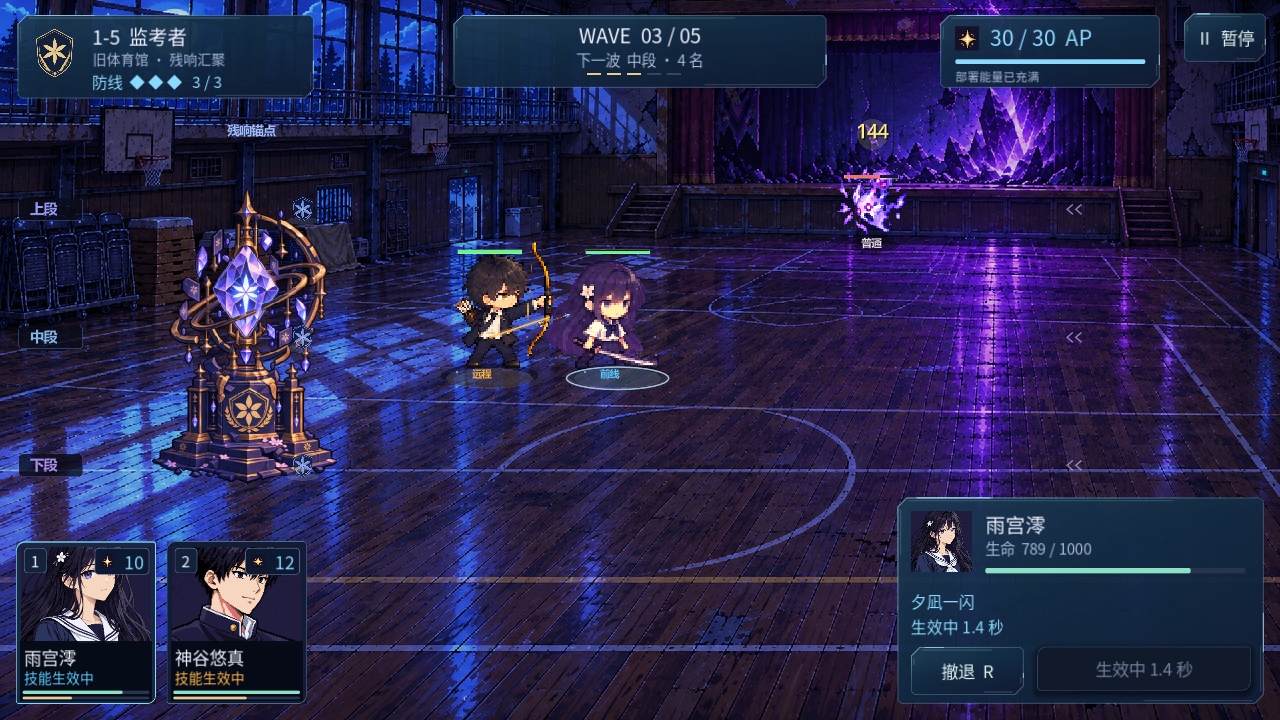 1-5 监考者
旧体育馆 · 残响汇聚
防线 3 / 3
WAVE 03 / 05
下一波 中段 · 4 名
30 / 30 AP
部署能量已充满
暂停
残响锚点
144
普通
上段
中段
下段
远程
前线
1
10
雨宫澪
技能生效中
2
12
神谷悠真
技能生效中
雨宫澪
生命 789 / 1000
夕凪一闪
生效中 1.4 秒
撤退 R
生效中 1.4 秒